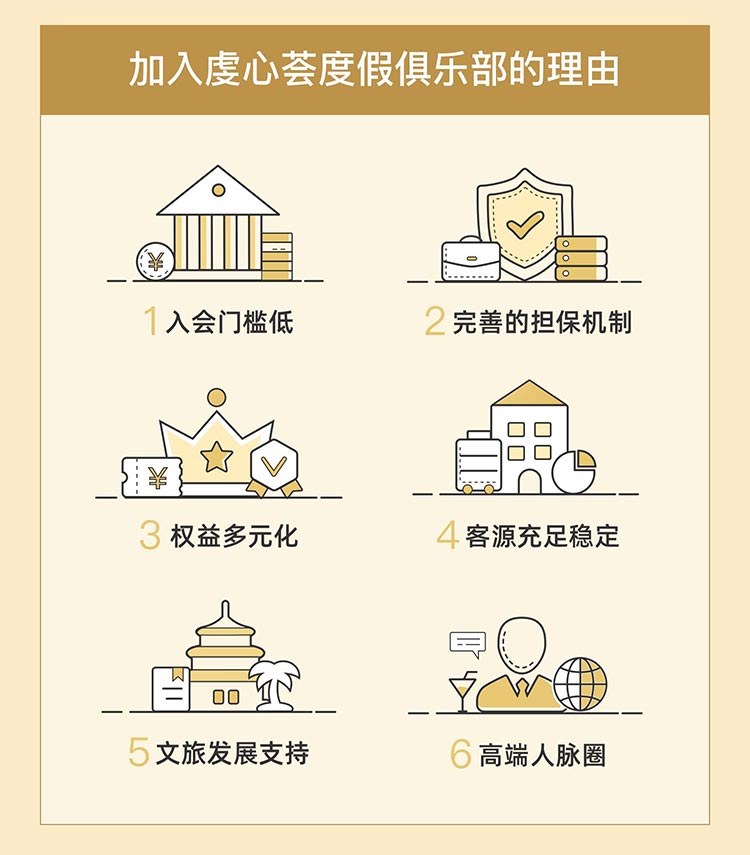 加入虔心荟度假俱乐部的理由
¥
1 入会门槛低
2 完善的担保机制
¥
3 权益多元化
4 客源充足稳定
5 文旅发展支持
6 高端人脉圈